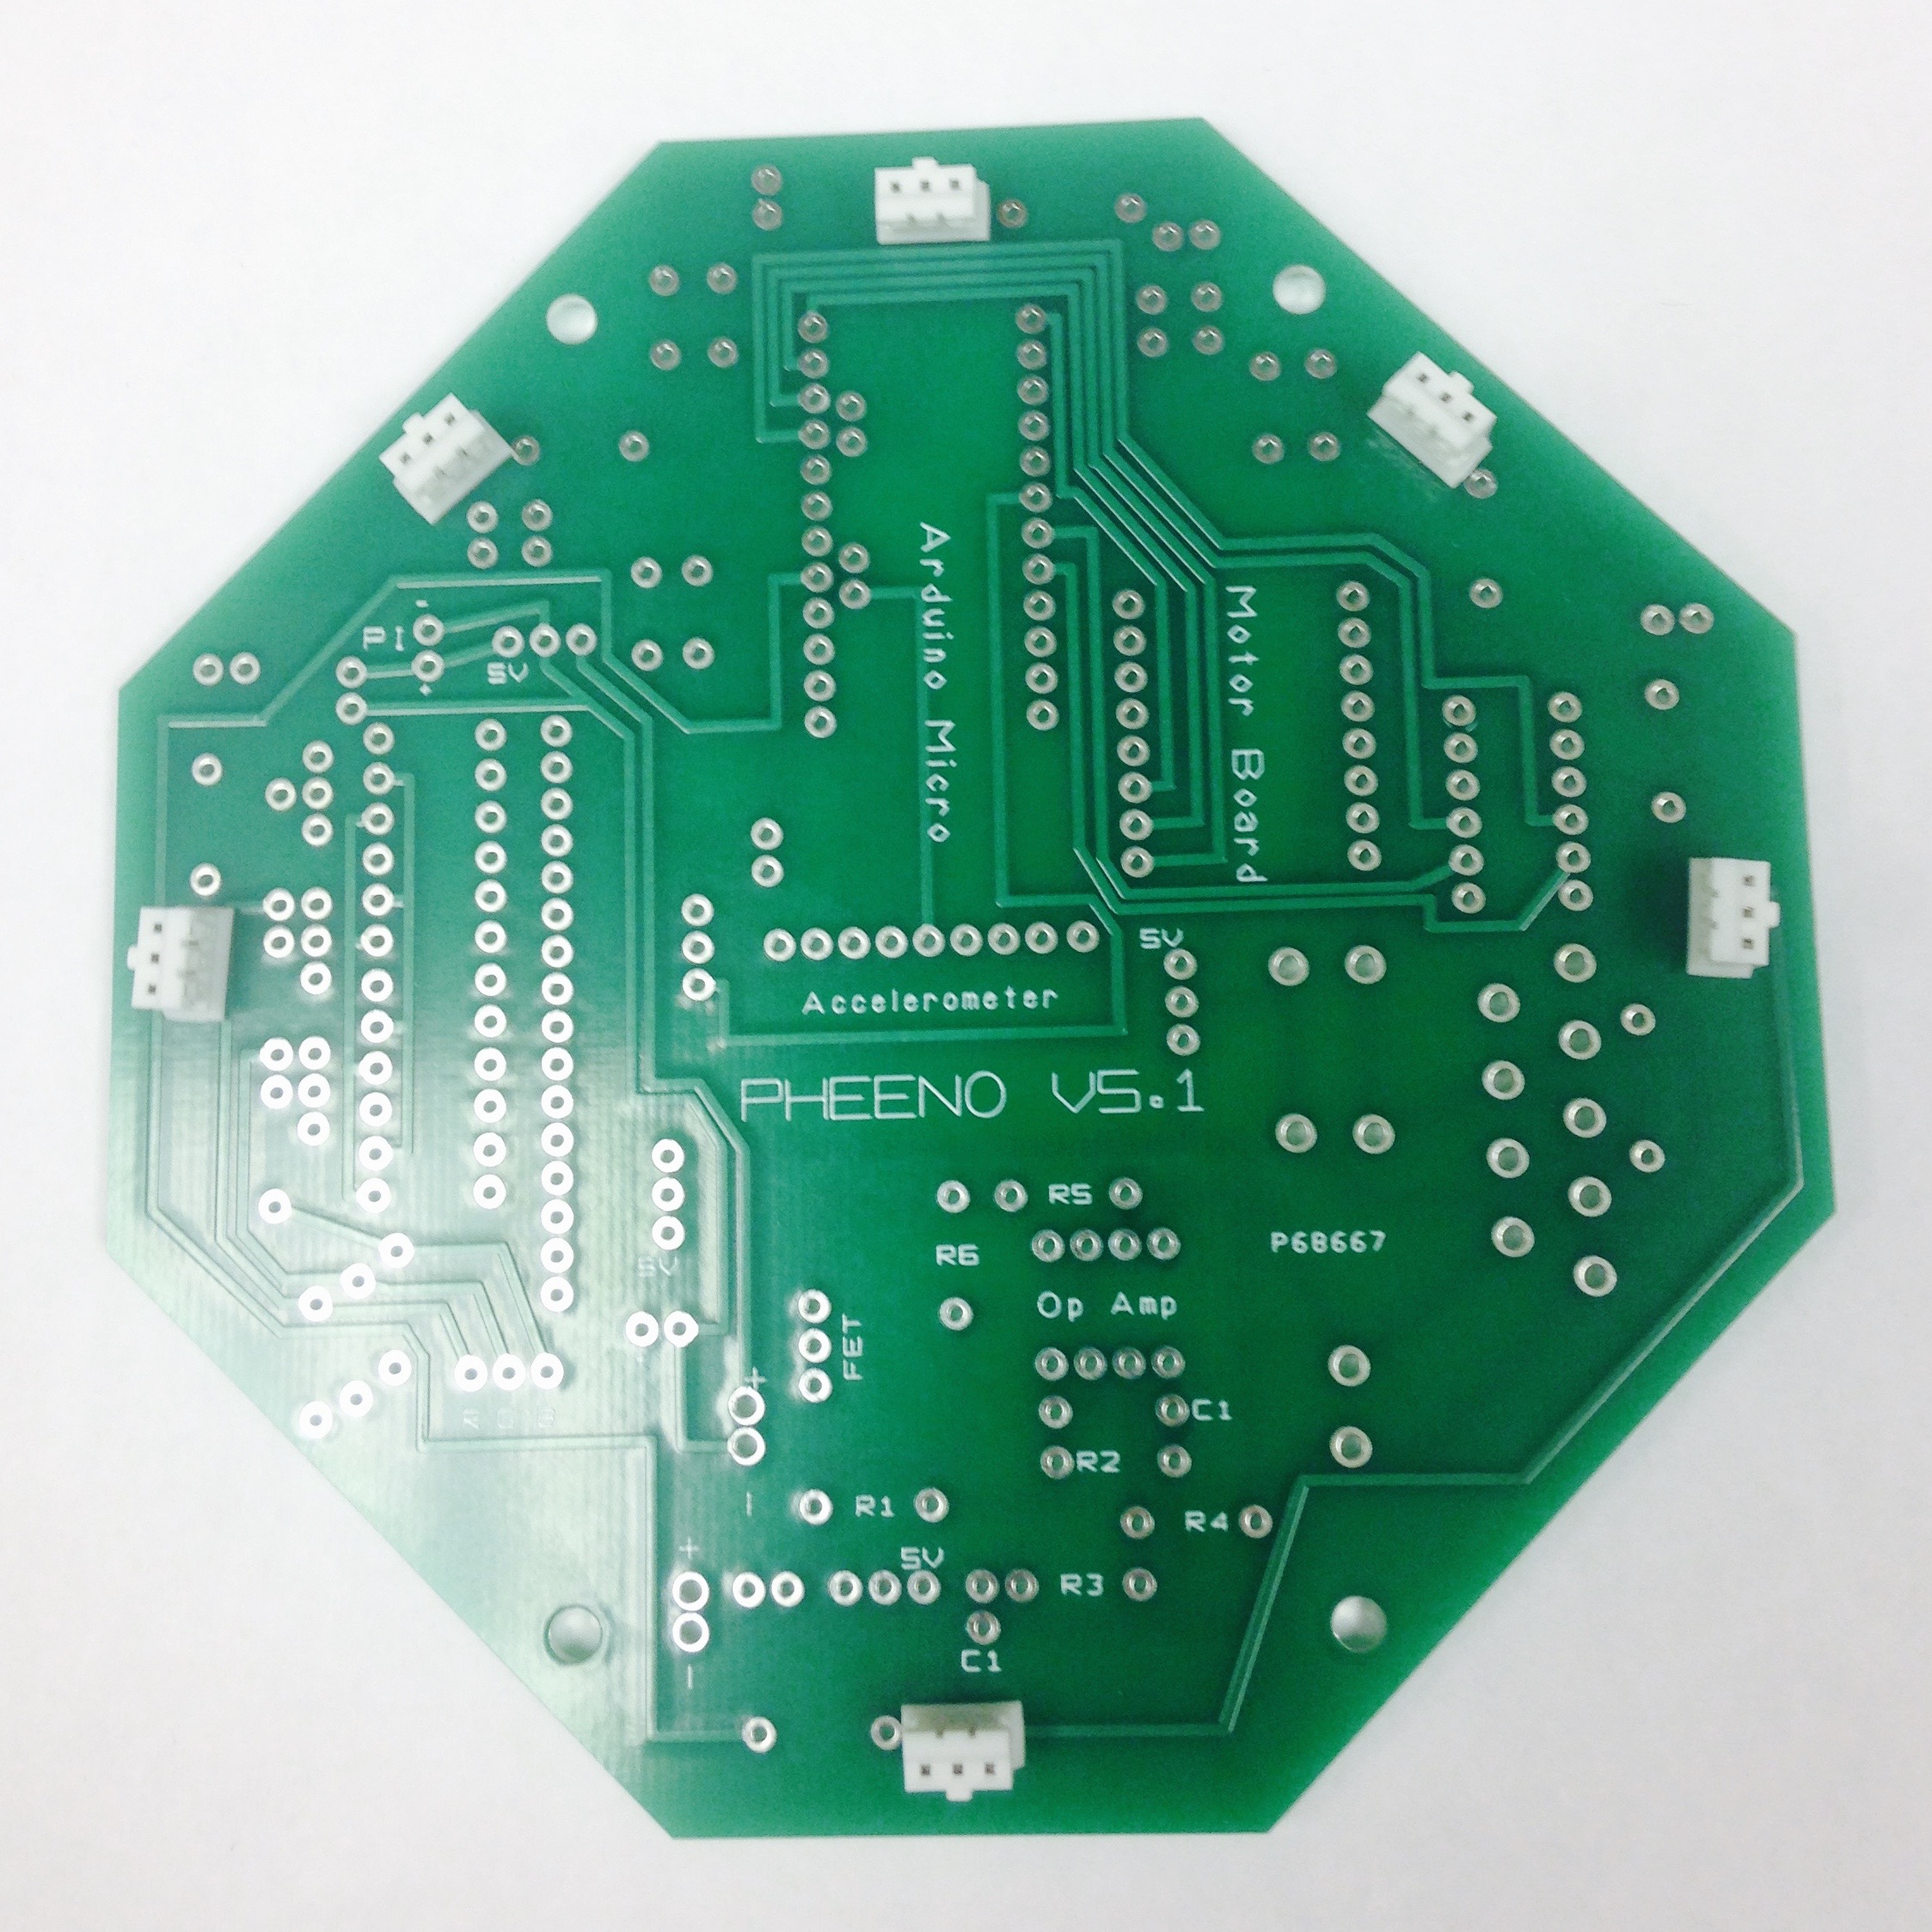 Arduino Micro
Motor Board
-
PI
+
5V
5V
Accelerometer
PHEENO V5.1
R5
R6
P68667
5V
Op Amp
FET
+
C1
R2
-
R1
R4
+
5V
R3
C1
-